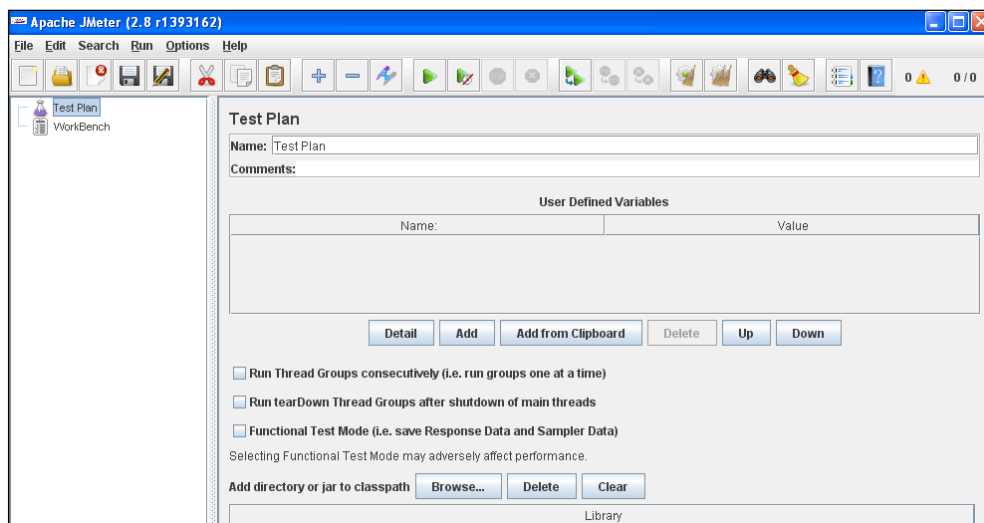 Apache JMeter (2.8 r1393162)
File Edit Search Run Options Help
0 0 / 0
Test Plan
WorkBench
Test Plan
Name: Test Plan
Comments:
User Defined Variables
Name: Value
Detail Add Add from Clipboard Delete Up Down
Run Thread Groups consecutively (i.e. run groups one at a time)
Run tearDown Thread Groups after shutdown of main threads
Functional Test Mode (i.e. save Response Data and Sampler Data)
Selecting Functional Test Mode may adversely affect performance.
Add directory or jar to classpath Browse... Delete Clear
Library